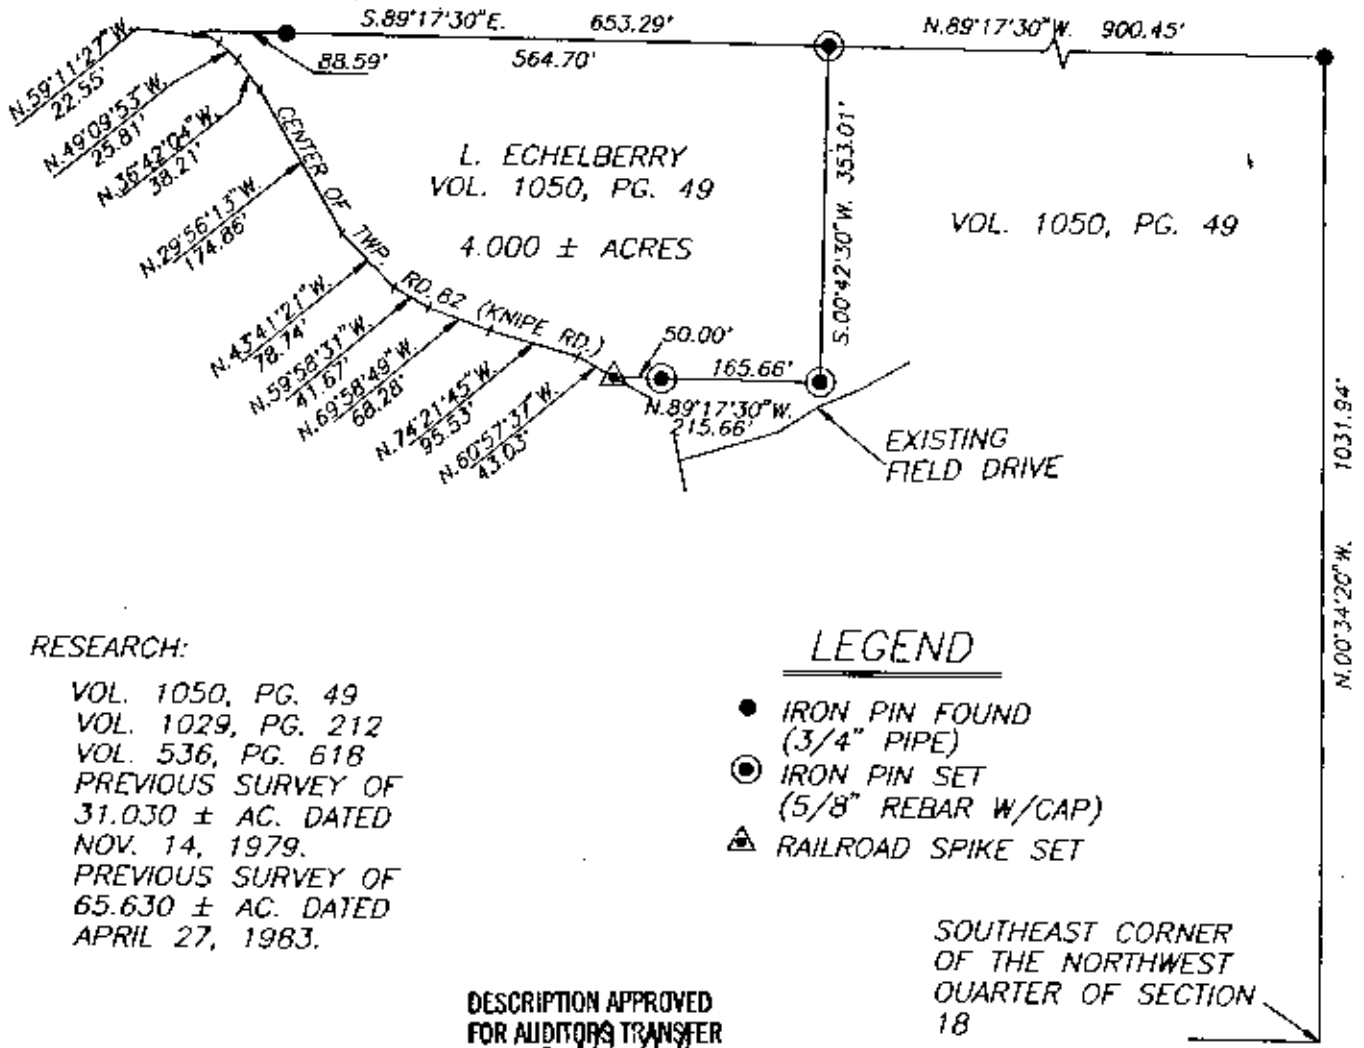 S.89°17'30"E. 653.29'
N.89°17'30"W. 900.45'
88.59' 564.70'
N.59°11'27"W.
22.55'
N.49°09'53"W.
25.81'
N.36°42'04"W.
38.21'
N.29°56'13"W.
174.86'
N.43°41'21"W.
78.74'
N.59°58'31"W.
41.67'
N.69°58'49"W.
68.28'
N.74°21'45"W.
95.53'
N.60°57'37"W.
43.03'
CENTER OF TWP. RD. 82 (KNIPE RD.)
L. ECHELBERRY
VOL. 1050, PG. 49
4.000 ± ACRES
S.00°42'30"W. 353.01'
VOL. 1050, PG. 49
50.00'
165.66'
N.89°17'30"W.
215.66'
EXISTING
FIELD DRIVE
N.00°34'20"W. 1031.94'
RESEARCH:
VOL. 1050, PG. 49
VOL. 1029, PG. 212
VOL. 536, PG. 618
PREVIOUS SURVEY OF
31.030 ± AC. DATED
NOV. 14, 1979.
PREVIOUS SURVEY OF
65.630 ± AC. DATED
APRIL 27, 1983.
LEGEND
IRON PIN FOUND
(3/4" PIPE)
IRON PIN SET
(5/8" REBAR W/CAP)
RAILROAD SPIKE SET
SOUTHEAST CORNER
OF THE NORTHWEST
QUARTER OF SECTION
18
DESCRIPTION APPROVED
FOR AUDITORS TRANSFER